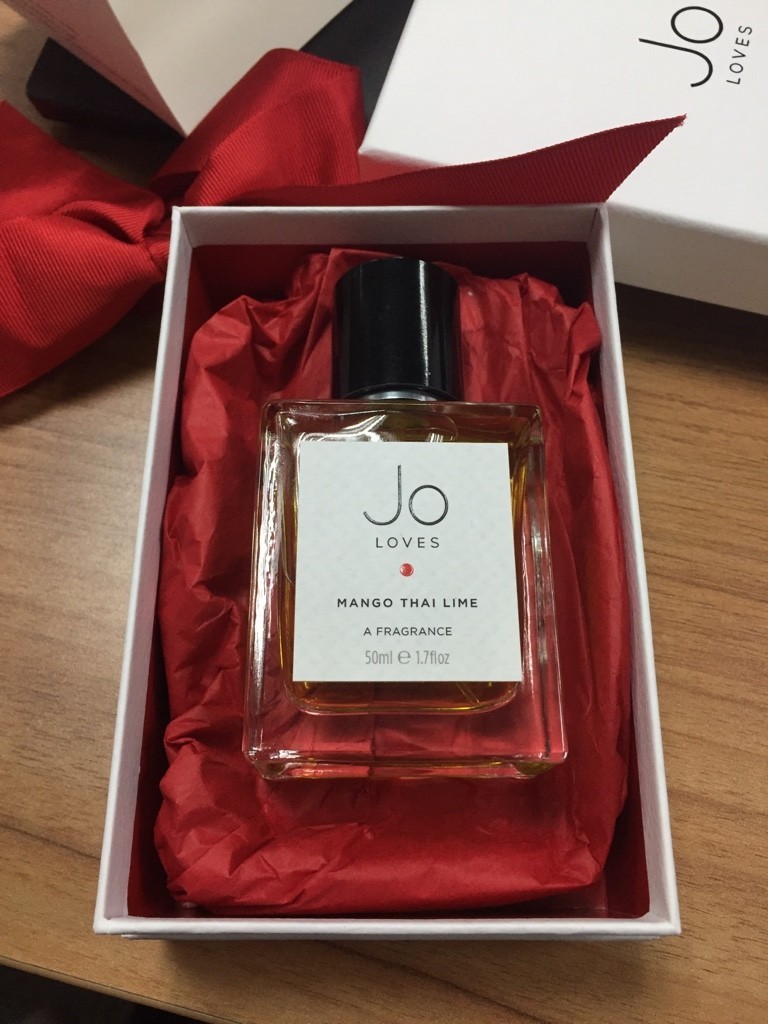 Jo
LOVES
Jo
LOVES
MANGO THAI LIME
A FRAGRANCE
50ml ℮ 1.7floz